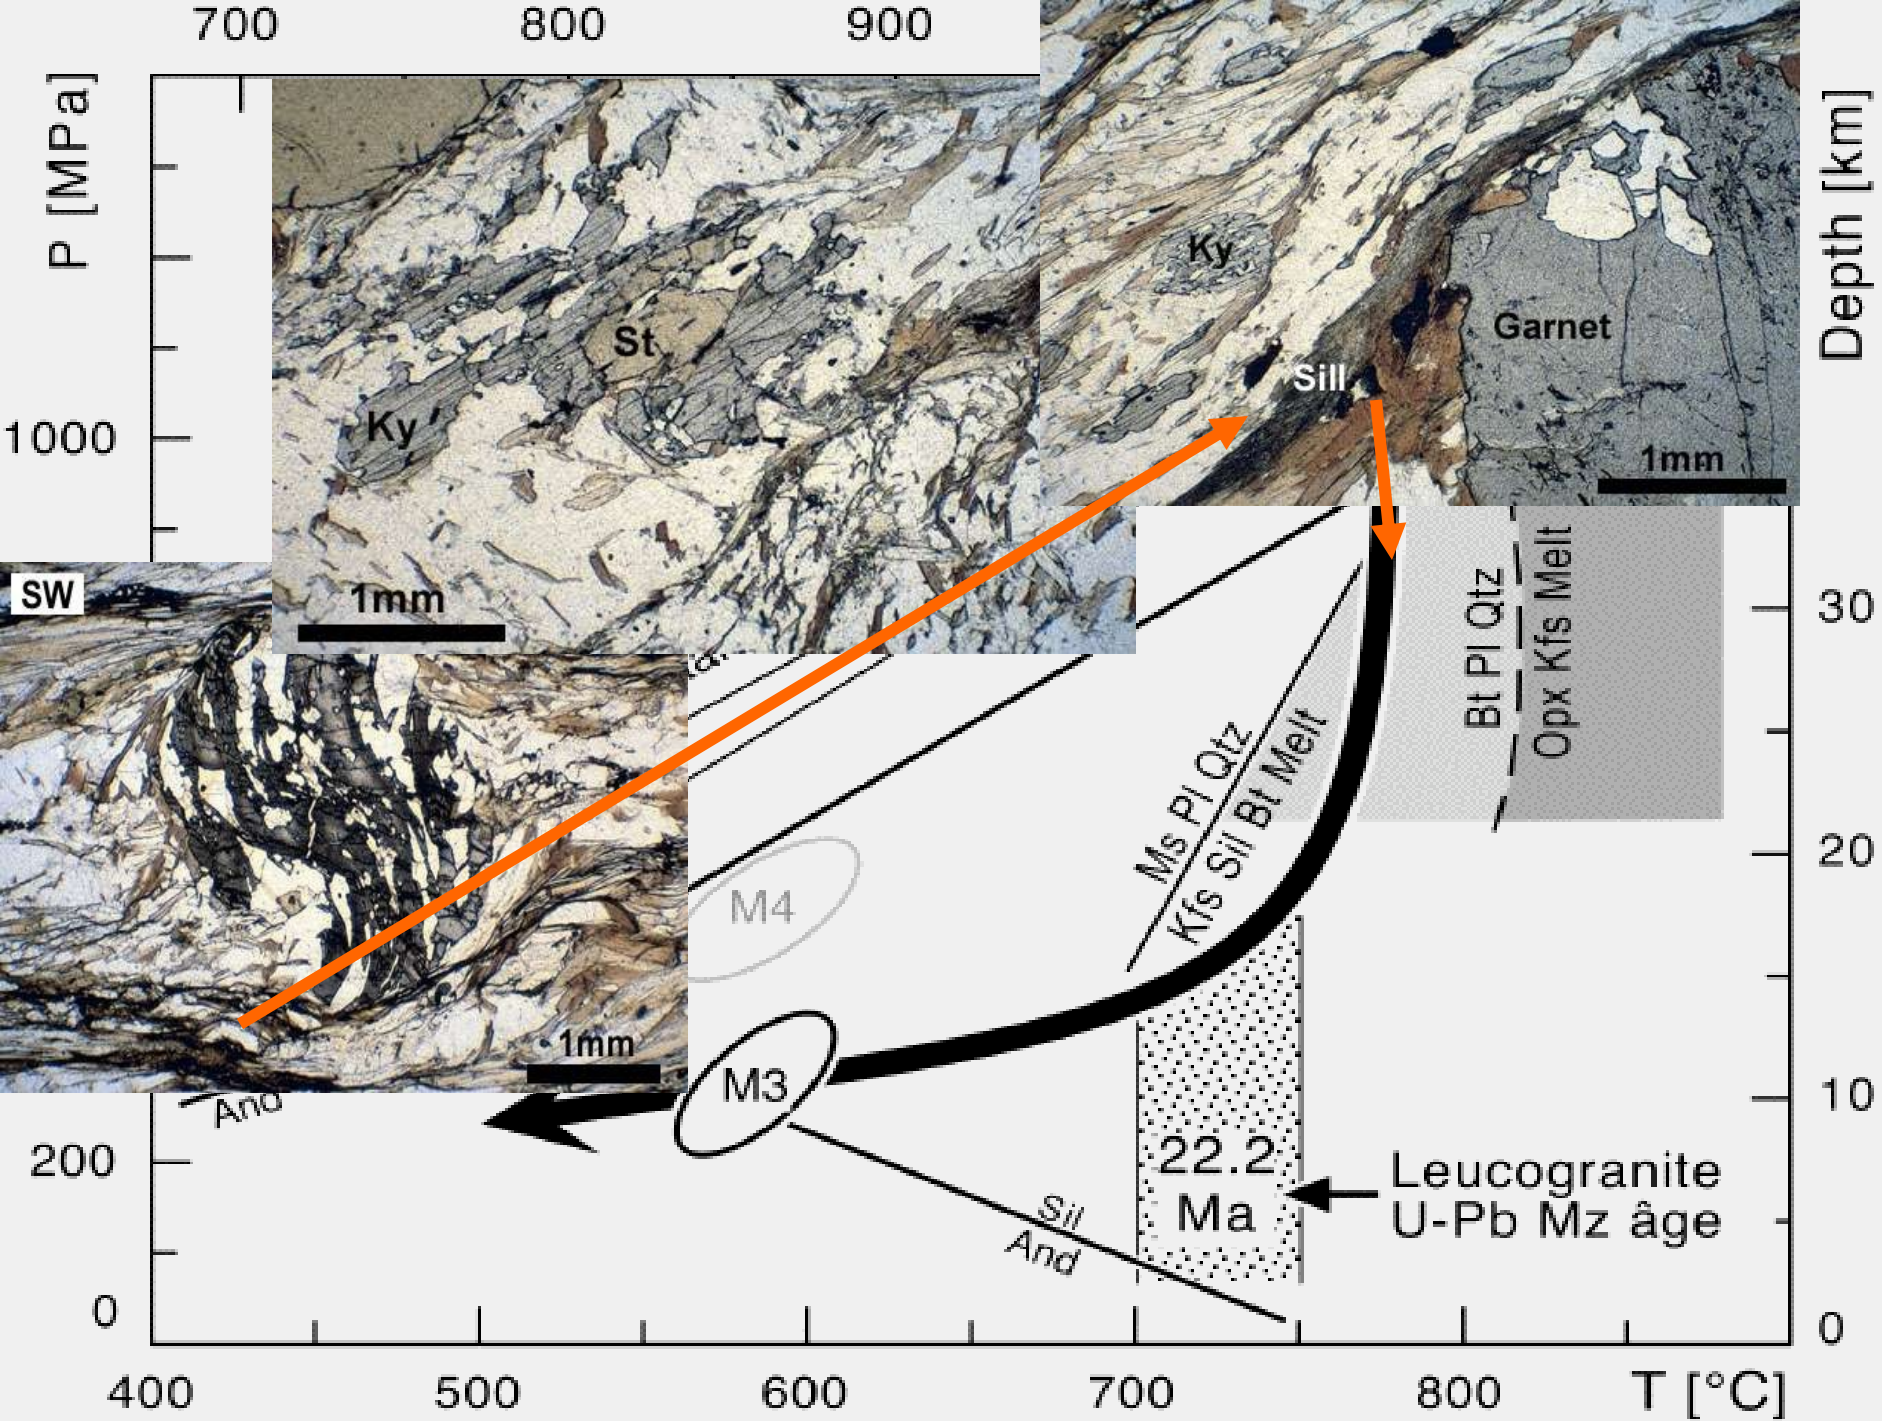 700 800 900
P [MPa]
Depth [km]
Ky
Garnet
St
Sill
Ky
1000
1mm
1mm
SW
30
Bt Pl Qtz
Opx Kfs Melt
Ms Pl Qtz
Kfs Sil Bt Melt
20
M4
1mm
M3
10
And
200
22.2
Ma
Leucogranite
U-Pb Mz âge
Sil
And
0
0
400 500 600 700 800 T [°C]